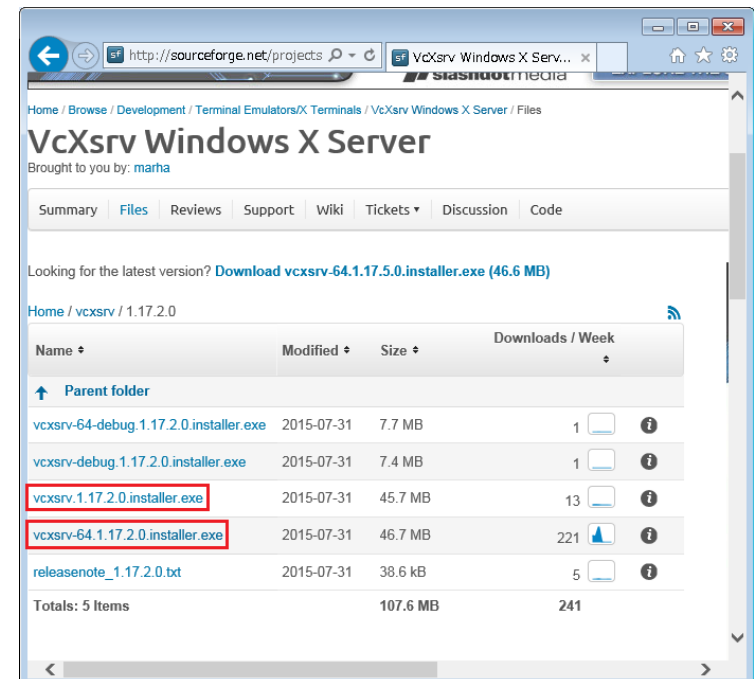 http://sourceforge.net/projects
VcXsrv Windows X Serv...
slashdotmedia
Home / Browse / Development / Terminal Emulators/X Terminals / VcXsrv Windows X Server / Files
VcXsrv Windows X Server
Brought to you by: marha
Summary Files Reviews Support Wiki Tickets Discussion Code
Looking for the latest version? Download vcxsrv-64.1.17.5.0.installer.exe (46.6 MB)
Home / vcxsrv / 1.17.2.0
Name Modified Size Downloads / Week
Parent folder
vcxsrv-64-debug.1.17.2.0.installer.exe 2015-07-31 7.7 MB 1
vcxsrv-debug.1.17.2.0.installer.exe 2015-07-31 7.4 MB 1
vcxsrv.1.17.2.0.installer.exe 2015-07-31 45.7 MB 13
vcxsrv-64.1.17.2.0.installer.exe 2015-07-31 46.7 MB 221
releasenote_1.17.2.0.txt 2015-07-31 38.6 kB 5
Totals: 5 Items 107.6 MB 241